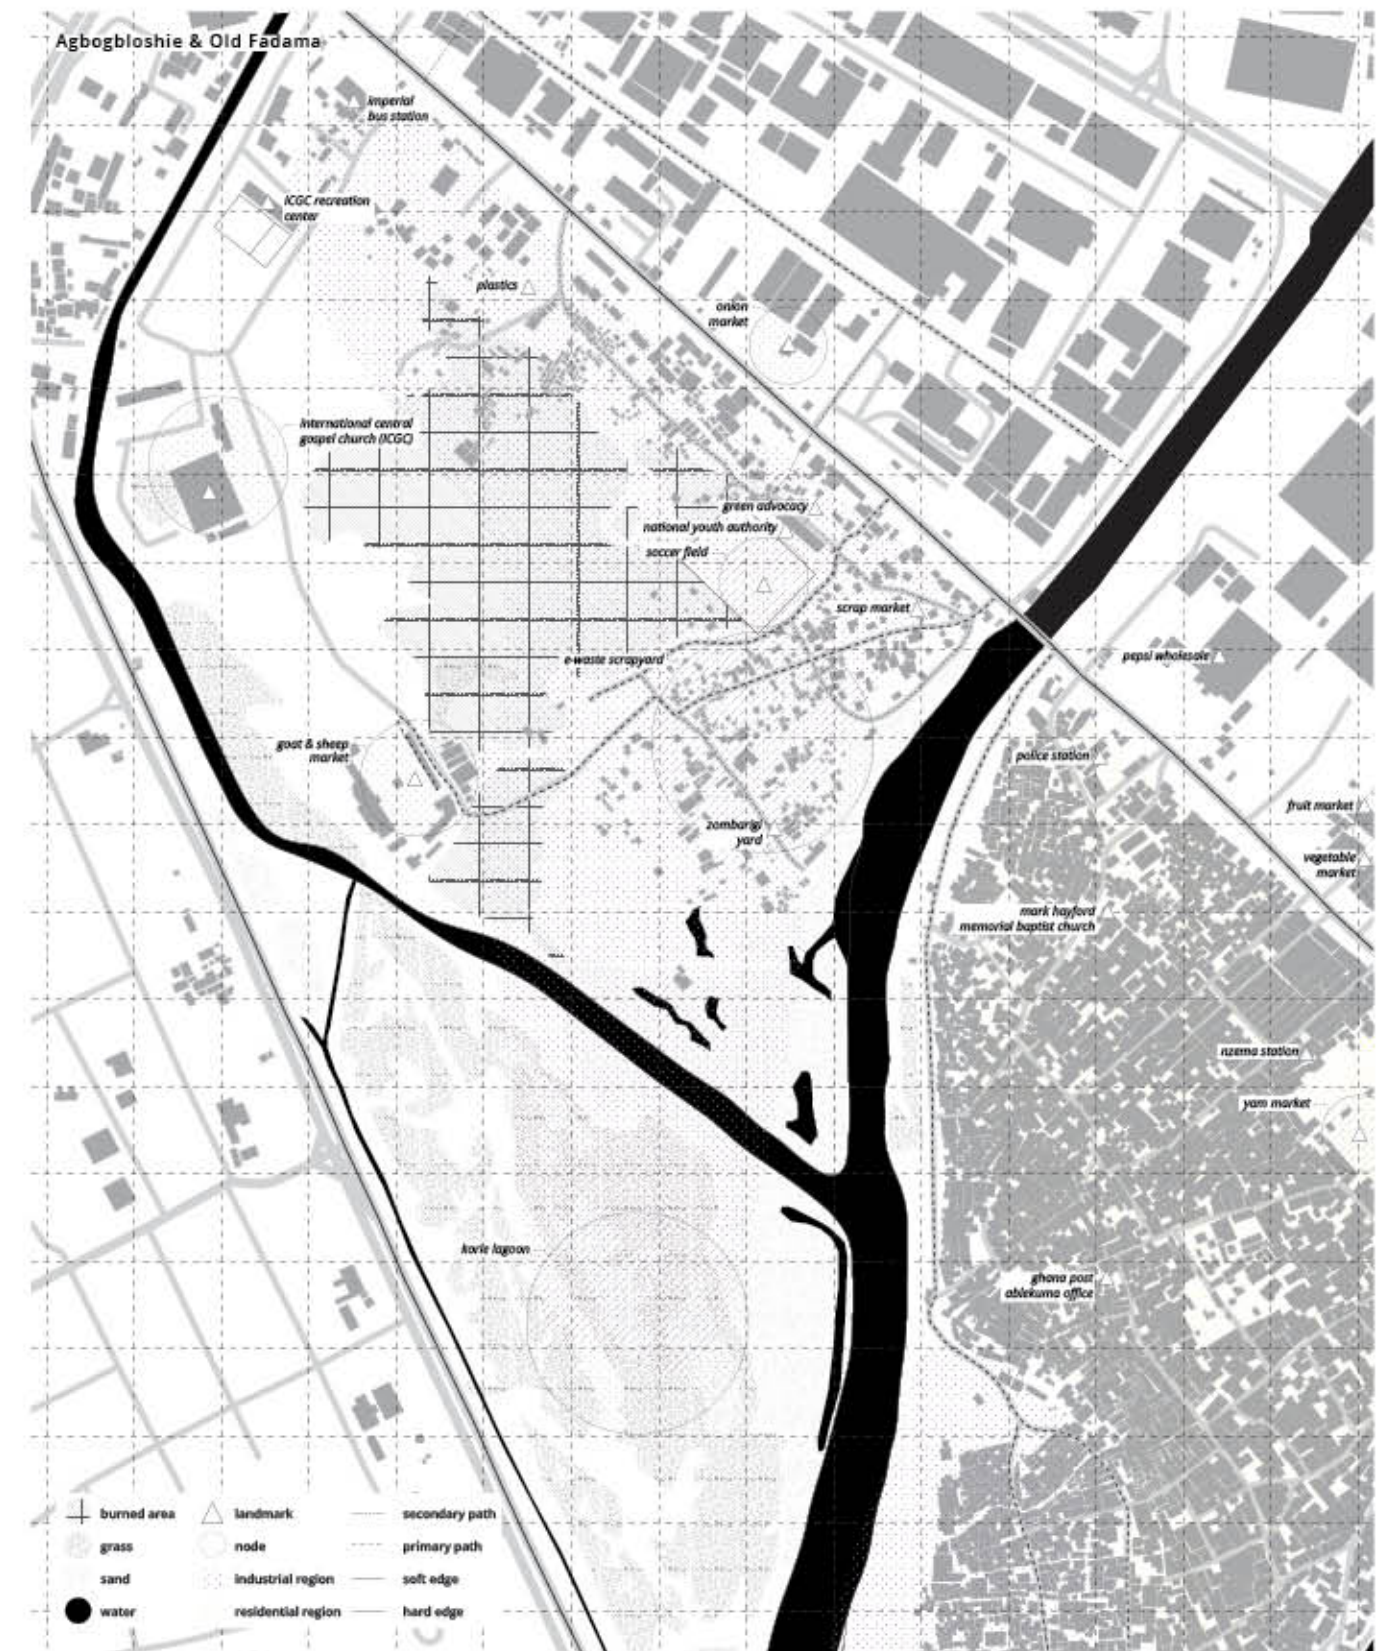 Agbogbloshie & Old Fadama
imperial
bus station
ICGC recreation
center
plastics
onion
market
international central
gospel church (ICGC)
green advocacy
national youth authority
soccer field
scrap market
e-waste scrapyard
pepsi wholesale
goat & sheep
market
police station
fruit market
zombarigi
yard
vegetable
market
mark hayford
memorial baptist church
nzema station
yam market
korle lagoon
ghana post
ablekuma office
burned area
grass
sand
water
landmark
node
industrial region
residential region
secondary path
primary path
soft edge
hard edge